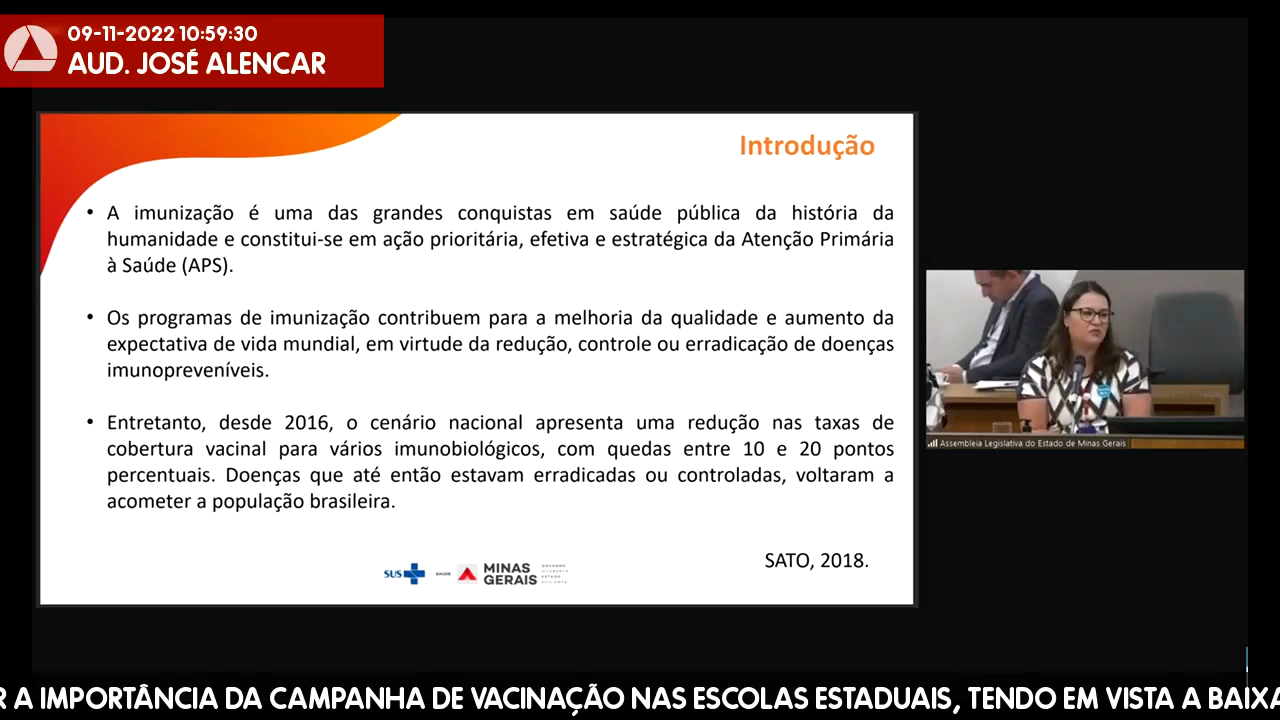 09-11-2022 10:59:30
AUD. JOSÉ ALENCAR
Introdução
• A imunização é uma das grandes conquistas em saúde pública da história da
humanidade e constitui-se em ação prioritária, efetiva e estratégica da Atenção Primária
à Saúde (APS).
• Os programas de imunização contribuem para a melhoria da qualidade e aumento da
expectativa de vida mundial, em virtude da redução, controle ou erradicação de doenças
imunopreveníveis.
• Entretanto, desde 2016, o cenário nacional apresenta uma redução nas taxas de
cobertura vacinal para vários imunobiológicos, com quedas entre 10 e 20 pontos
percentuais. Doenças que até então estavam erradicadas ou controladas, voltaram a
acometer a população brasileira.
SATO, 2018.
SUS
SAÚDE
MINAS
GERAIS
Assembleia Legislativa do Estado de Minas Gerais
R A IMPORTÂNCIA DA CAMPANHA DE VACINAÇÃO NAS ESCOLAS ESTADUAIS, TENDO EM VISTA A BAIXA